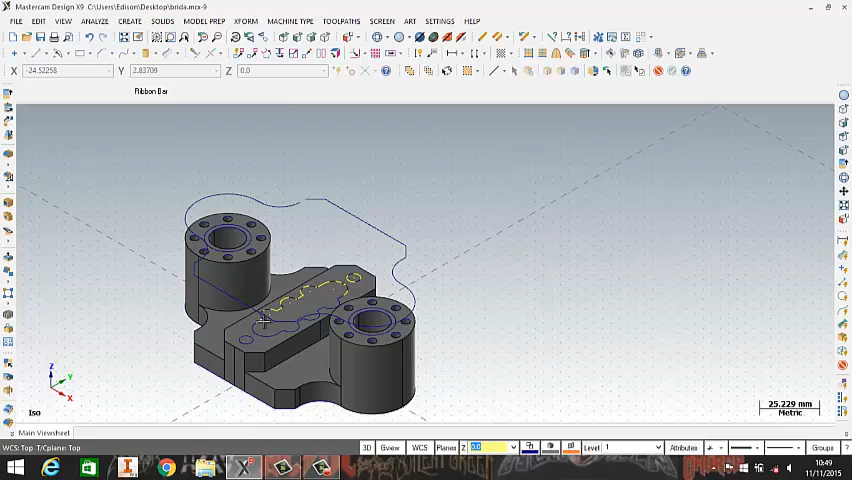 Mastercam Design X9 C:\Users\Edison\Desktop\brida.mcx-9
FILE EDIT VIEW ANALYZE CREATE SOLIDS MODEL PREP XFORM MACHINE TYPE TOOLPATHS SCREEN ART SETTINGS HELP
X -24.52258 Y 2.83709 Z 0.0
Ribbon Bar
Z
Y
X
Iso
25.229 mm
Metric
Main Viewsheet
WCS: Top T/Cplane: Top 3D Gview WCS Planes Z 0.0 Level 1 Attributes Groups
10:49
11/11/2015